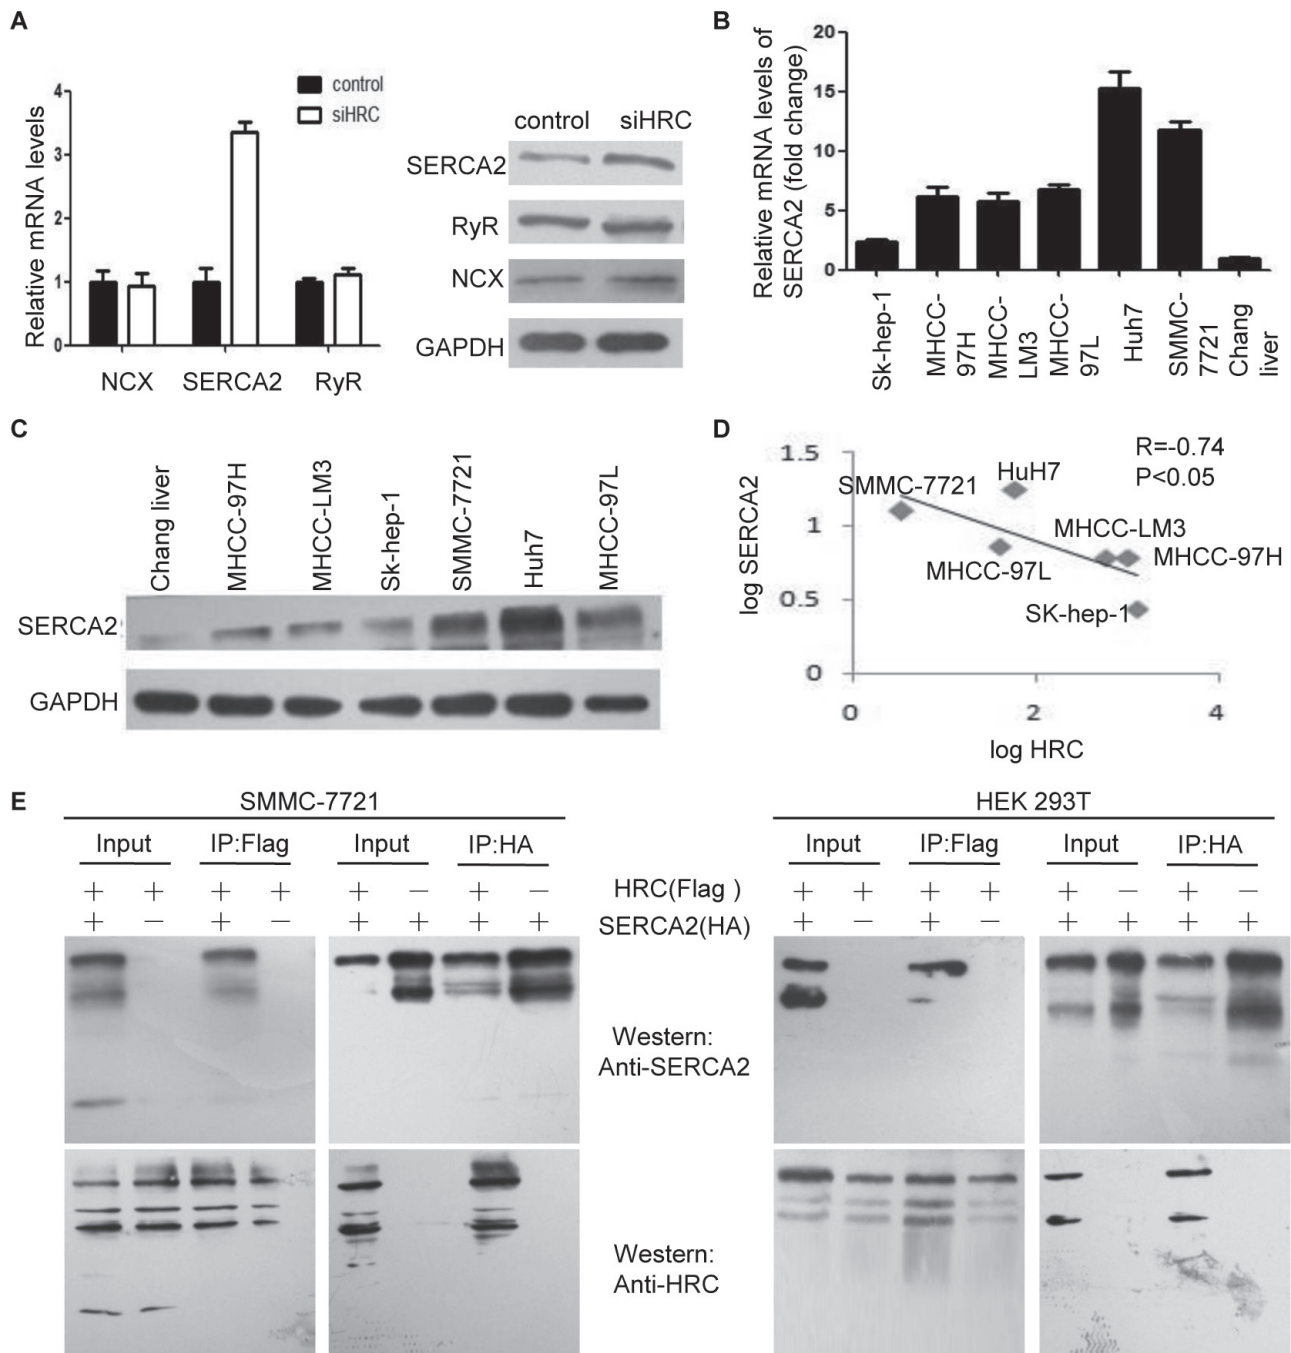 A
Relative mRNA levels
4
3
2
1
0
control
siHRC
NCX SERCA2 RyR
control siHRC
SERCA2
RyR
NCX
GAPDH
B
Relative mRNA levels of
SERCA2 (fold change)
20
15
10
5
0
Sk-hep-1
MHCC-
97H
MHCC-
LM3
MHCC-
97L
Huh7
SMMC-
7721
Chang
liver
C
Chang liver
MHCC-97H
MHCC-LM3
Sk-hep-1
SMMC-7721
Huh7
MHCC-97L
SERCA2
GAPDH
D
R=-0.74
P<0.05
log SERCA2
1.5
1
0.5
0
SMMC-7721
HuH7
MHCC-LM3
MHCC-97L
MHCC-97H
SK-hep-1
0 2 4
log HRC
E
SMMC-7721 HEK 293T
Input IP:Flag Input IP:HA Input IP:Flag Input IP:HA
+ + + + + − + − HRC(Flag ) + + + + + − + −
+ − + − + + + + SERCA2(HA) + − + − + + + +
Western:
Anti-SERCA2
Western:
Anti-HRC